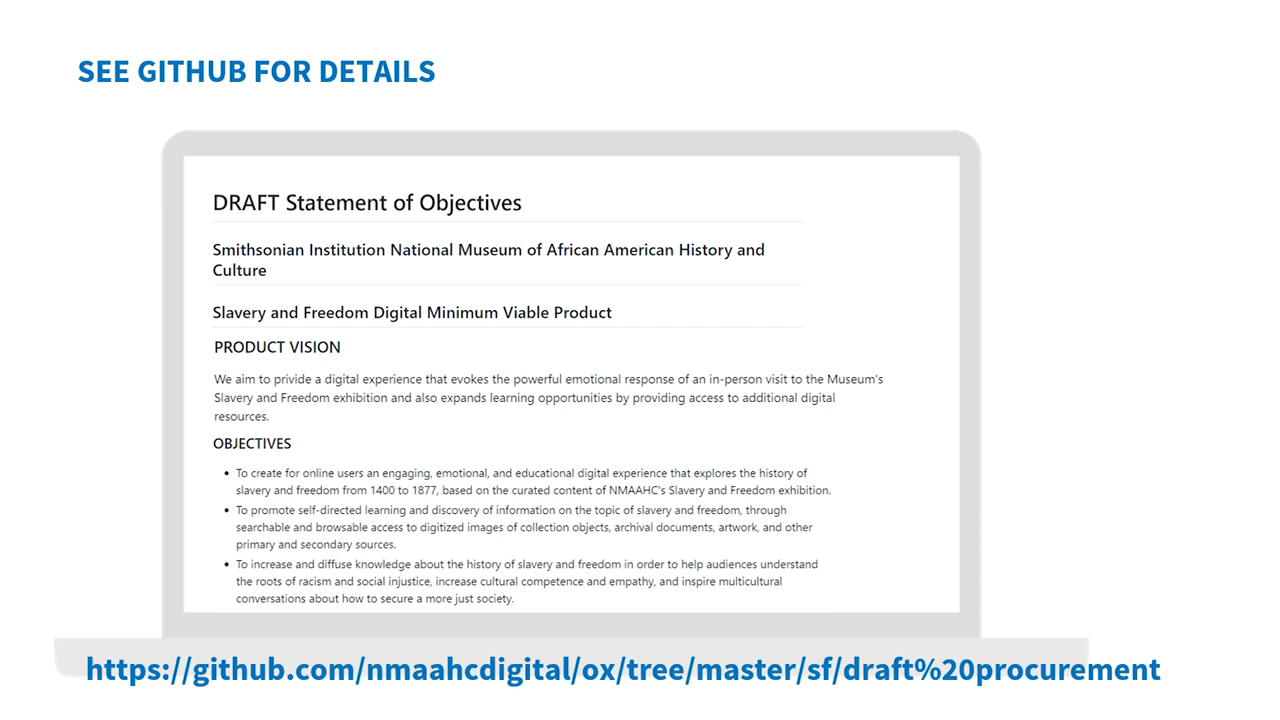 SEE GITHUB FOR DETAILS
DRAFT Statement of Objectives
Smithsonian Institution National Museum of African American History and
Culture
Slavery and Freedom Digital Minimum Viable Product
PRODUCT VISION
We aim to privide a digital experience that evokes the powerful emotional response of an in-person visit to the Museum's
Slavery and Freedom exhibition and also expands learning opportunities by providing access to additional digital
resources.
OBJECTIVES
• To create for online users an engaging, emotional, and educational digital experience that explores the history of
slavery and freedom from 1400 to 1877, based on the curated content of NMAAHC's Slavery and Freedom exhibition.
• To promote self-directed learning and discovery of information on the topic of slavery and freedom, through
searchable and browsable access to digitized images of collection objects, archival documents, artwork, and other
primary and secondary sources.
• To increase and diffuse knowledge about the history of slavery and freedom in order to help audiences understand
the roots of racism and social injustice, increase cultural competence and empathy, and inspire multicultural
conversations about how to secure a more just society.
https://github.com/nmaahcdigital/ox/tree/master/sf/draft%20procurement